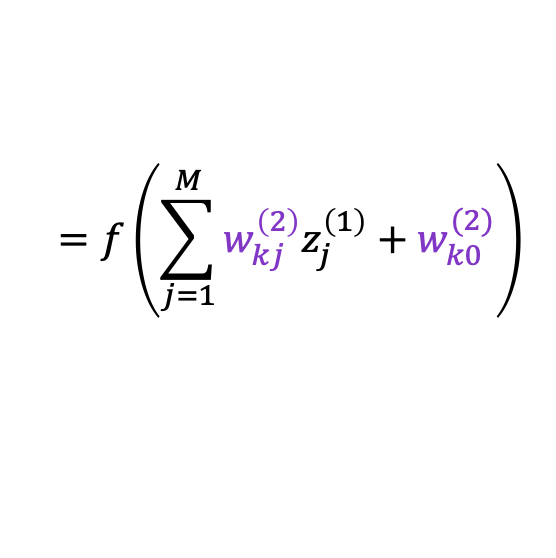 = f(∑_{j=1}^{M} w_{kj}^{(2)} z_j^{(1)} + w_{k0}^{(2)})